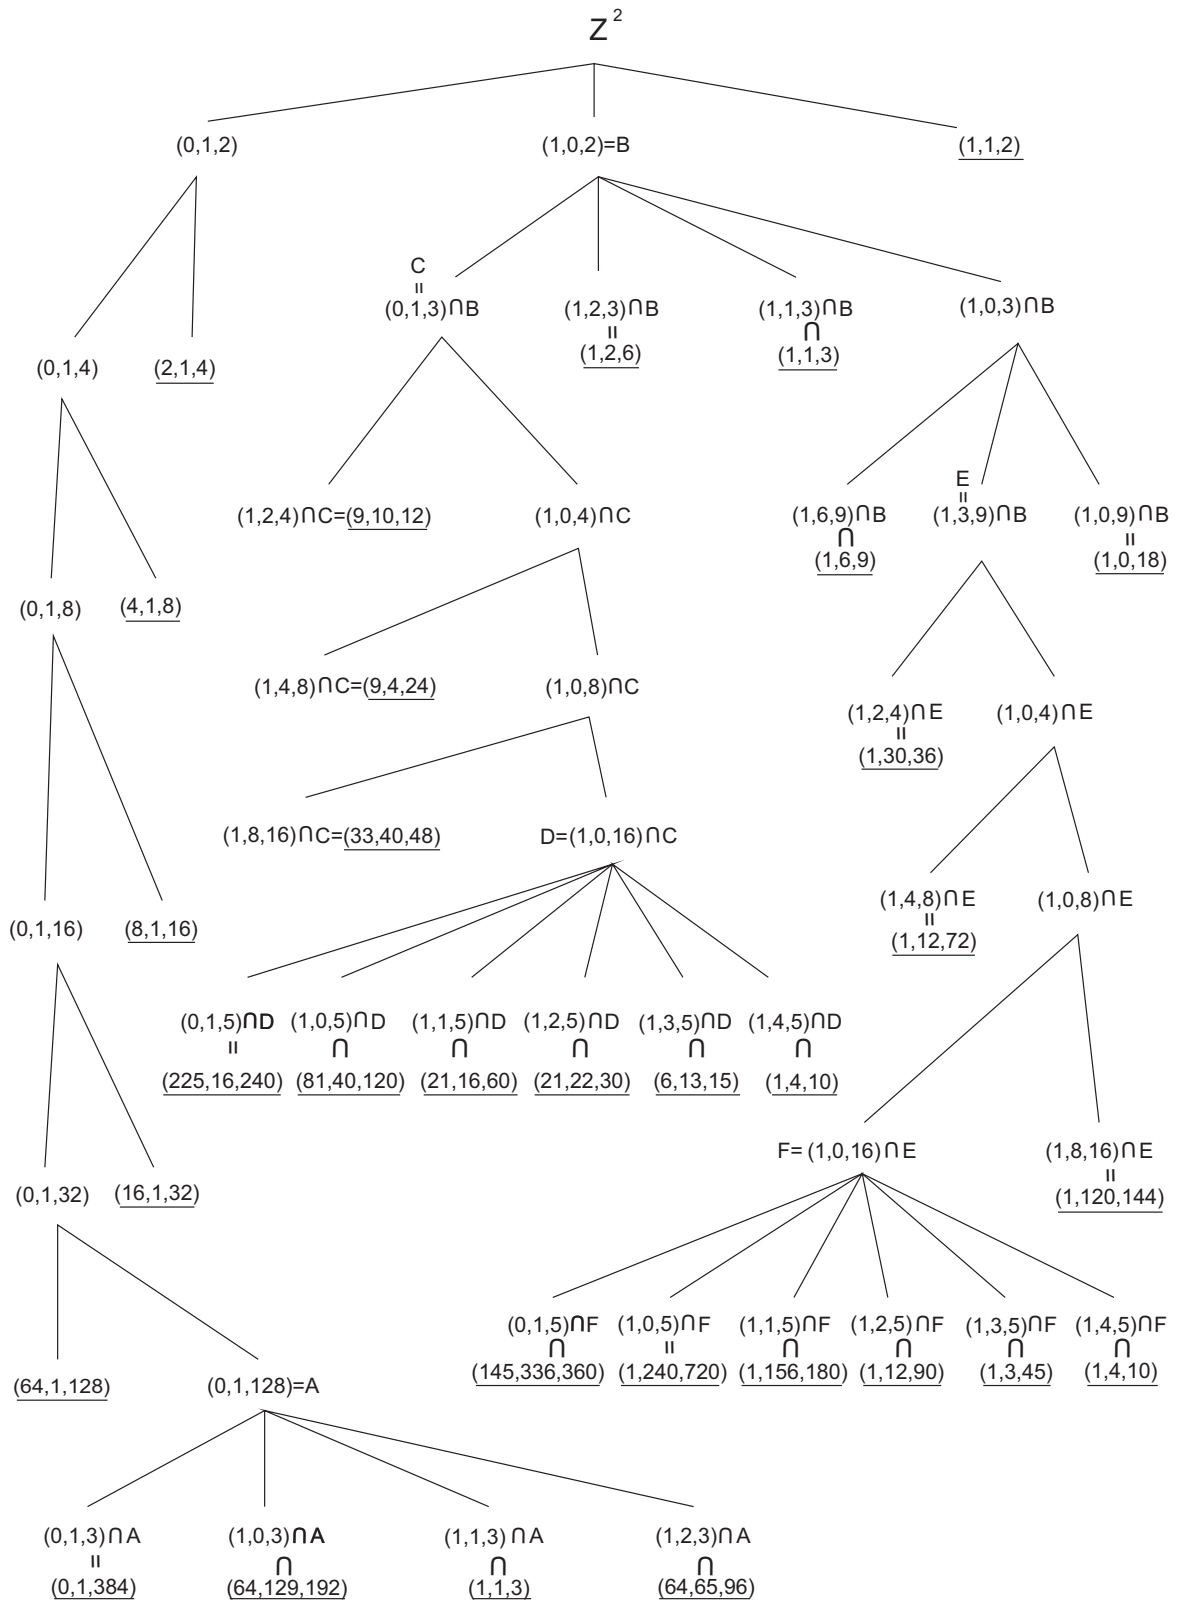 Z²
(0,1,2) (1,0,2)=B (1,1,2)
C
=
(0,1,3)∩B (1,2,3)∩B (1,1,3)∩B (1,0,3)∩B
= ∩
(1,2,6) (1,1,3)
(0,1,4) (2,1,4)
E
=
(1,2,4)∩C=(9,10,12) (1,0,4)∩C (1,6,9)∩B (1,3,9)∩B (1,0,9)∩B
∩ =
(1,6,9) (1,0,18)
(0,1,8) (4,1,8)
(1,4,8)∩C=(9,4,24) (1,0,8)∩C (1,2,4)∩E (1,0,4)∩E
=
(1,30,36)
(1,8,16)∩C=(33,40,48) D=(1,0,16)∩C
(1,4,8)∩E (1,0,8)∩E
=
(1,12,72)
(0,1,16) (8,1,16)
(0,1,5)∩D (1,0,5)∩D (1,1,5)∩D (1,2,5)∩D (1,3,5)∩D (1,4,5)∩D
= ∩ ∩ ∩ ∩ ∩
(225,16,240) (81,40,120) (21,16,60) (21,22,30) (6,13,15) (1,4,10)
F= (1,0,16)∩E (1,8,16)∩E
=
(1,120,144)
(0,1,32) (16,1,32)
(0,1,5)∩F (1,0,5)∩F (1,1,5)∩F (1,2,5)∩F (1,3,5)∩F (1,4,5)∩F
∩ = ∩ ∩ ∩ ∩
(145,336,360) (1,240,720) (1,156,180) (1,12,90) (1,3,45) (1,4,10)
(64,1,128) (0,1,128)=A
(0,1,3)∩A (1,0,3)∩A (1,1,3)∩A (1,2,3)∩A
= ∩ ∩ ∩
(0,1,384) (64,129,192) (1,1,3) (64,65,96)